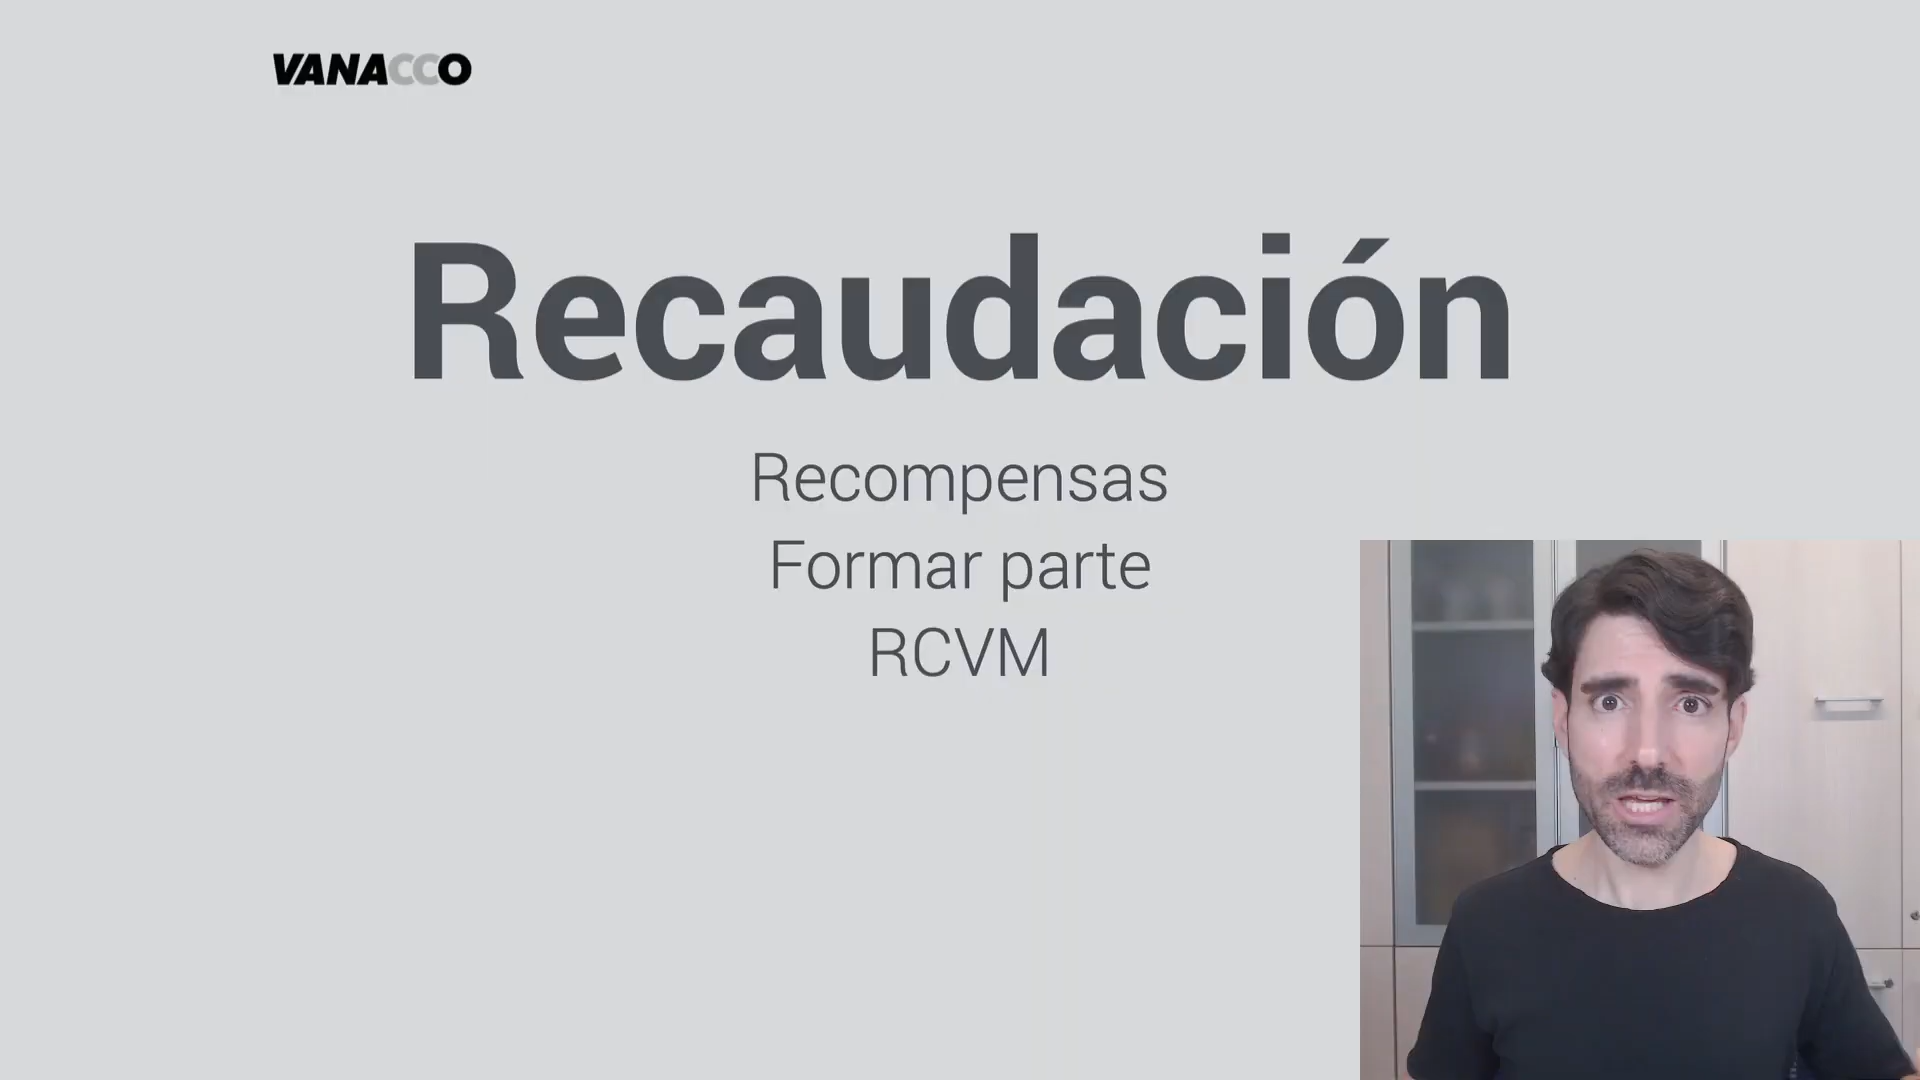 VANACCO
Recaudación
Recompensas
Formar parte
RCVM